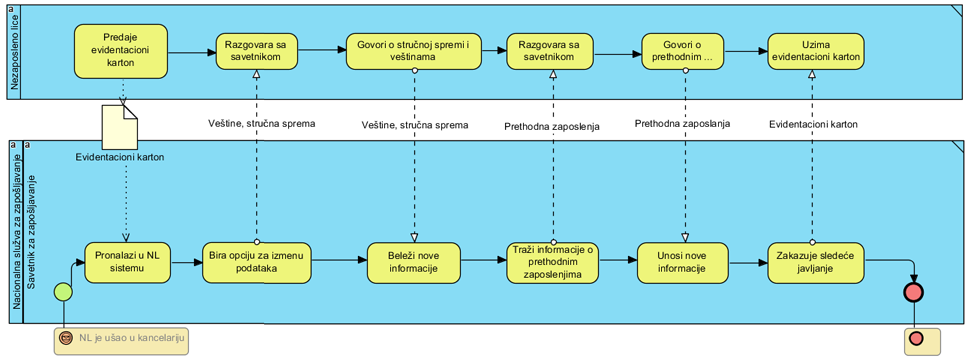 a
Nezaposleno lice
Predaje
evidentacioni
karton
Razgovara sa
savetnikom
Govori o stručnoj spremi i
veštinama
Razgovara sa
savetnikom
Govori o
prethodnim ...
Uzima
evidentacioni karton
Evidentacioni karton
Veštine, stručna sprema
Veštine, stručna sprema
Prethodna zaposlenja
Prethodna zaposlanja
Evidentacioni karton
a
Nacionalna služva za zapošljavanje
a
Savetnik za zapošljavanje
Pronalazi u NL
sistemu
Bira opciju za izmenu
podataka
Beleži nove
informacije
Traži informacije o
prethodnim
zaposlenjima
Unosi nove
informacije
Zakazuje sledeće
javljanje
NL je ušao u kancelariju